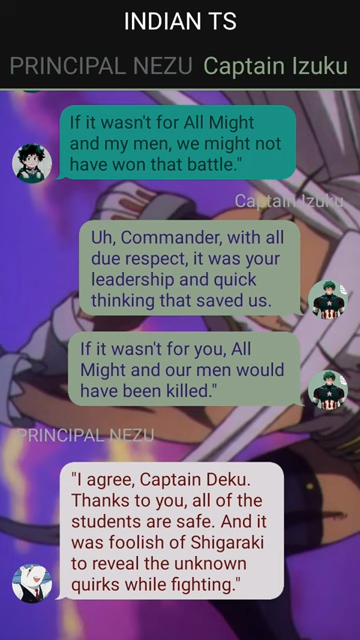 INDIAN TS
PRINCIPAL NEZU Captain Izuku
If it wasn't for All Might
and my men, we might not
have won that battle."
Captain Izuku
Uh, Commander, with all
due respect, it was your
leadership and quick
thinking that saved us.
If it wasn't for you, All
Might and our men would
have been killed."
PRINCIPAL NEZU
"I agree, Captain Deku.
Thanks to you, all of the
students are safe. And it
was foolish of Shigaraki
to reveal the unknown
quirks while fighting."